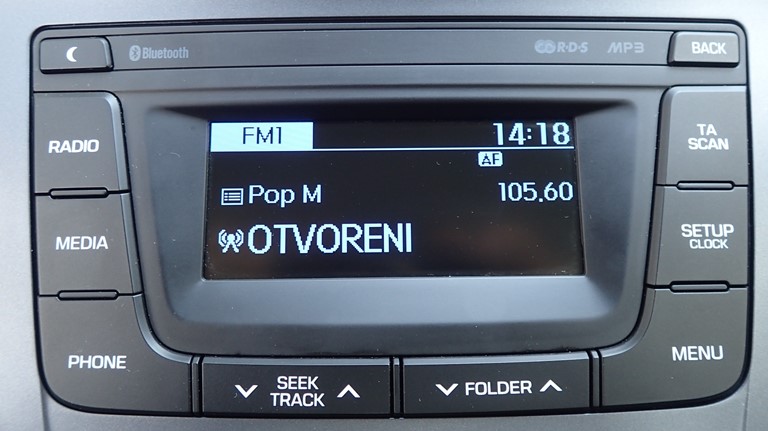 Bluetooth
R·D·S
MP3
BACK
RADIO
MEDIA
PHONE
FM1
14:18
AF
Pop M
105.60
OTVORENI
TA
SCAN
SETUP
CLOCK
MENU
SEEK
TRACK
FOLDER